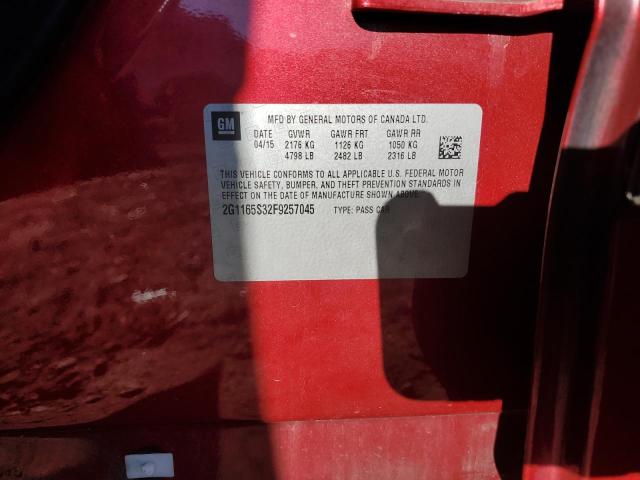 GM
MFD BY GENERAL MOTORS OF CANADA LTD.
DATE GVWR GAWR FRT GAWR RR
04/15 2176 KG 1126 KG 1050 KG
4798 LB 2482 LB 2316 LB
THIS VEHICLE CONFORMS TO ALL APPLICABLE U.S. FEDERAL MOTOR
VEHICLE SAFETY, BUMPER, AND THEFT PREVENTION STANDARDS IN
EFFECT ON THE DATE OF MANUFACTURE SHOWN ABOVE.
2G1165S32F9257045 TYPE: PASS CAR